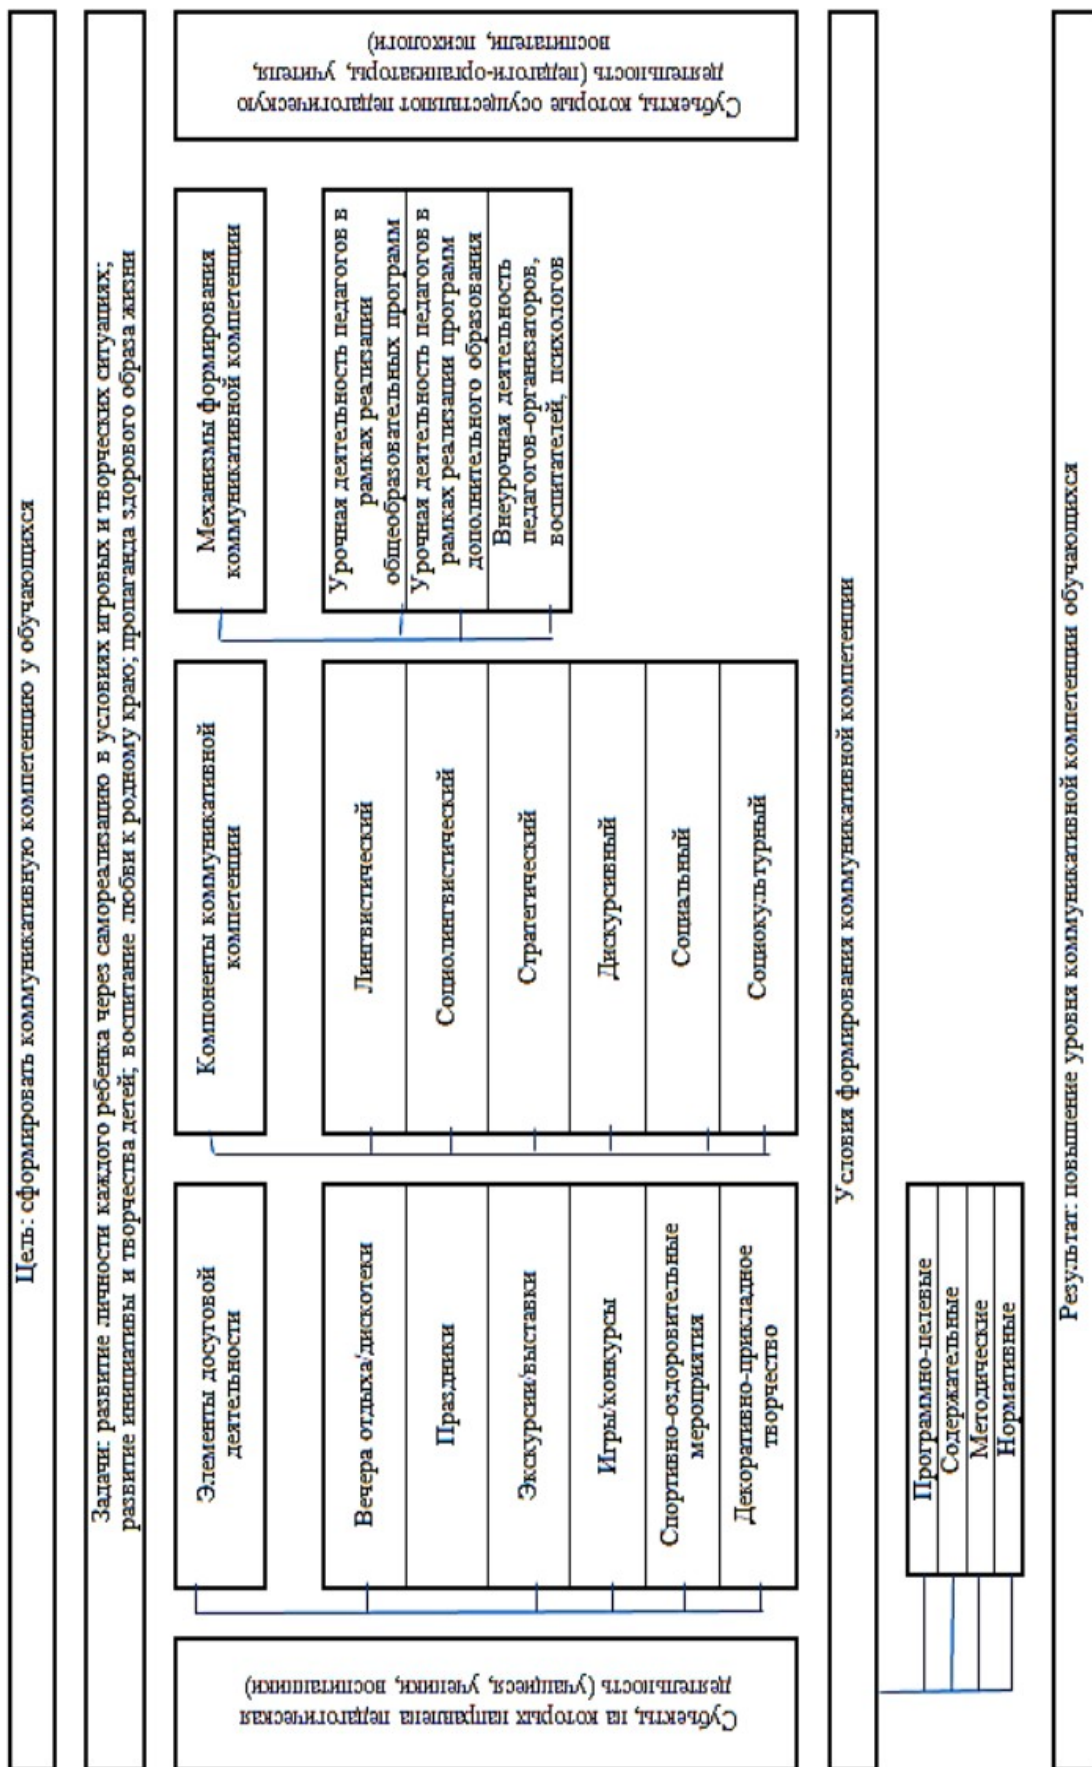 Цель: сформировать коммуникативную компетенцию у обучающихся
Задачи: развитие личности каждого ребенка через самореализацию в условиях игровых и творческих ситуациях;
развитие инициативы и творчества детей; воспитание любви к родному краю; пропаганда здорового образа жизни
Субъекты, на которых направлена педагогическая
деятельность (учащиеся, ученики, воспитанники)
Элементы досуговой
деятельности
Вечера отдыха/дискотеки
Праздники
Экскурсии/выставки
Игры/конкурсы
Спортивно-оздоровительные
мероприятия
Декоративно-прикладное
творчество
Компоненты коммуникативной
компетенции
Лингвистический
Социолингвистический
Стратегический
Дискурсивный
Социальный
Социокультурный
Механизмы формирования
коммуникативной компетенции
Урочная деятельность педагогов в
рамках реализации
общеобразовательных программ
Урочная деятельность педагогов в
рамках реализации программ
дополнительного образования
Внеурочная деятельность
педагогов-организаторов,
воспитателей, психологов
Субъекты, которые осуществляют педагогическую
деятельность (педагоги-организаторы, учителя,
воспитатели, психологи)
Условия формирования коммуникативной компетенции
Программно-целевые
Содержательные
Методические
Нормативные
Результат: повышение уровня коммуникативной компетенции обучающихся